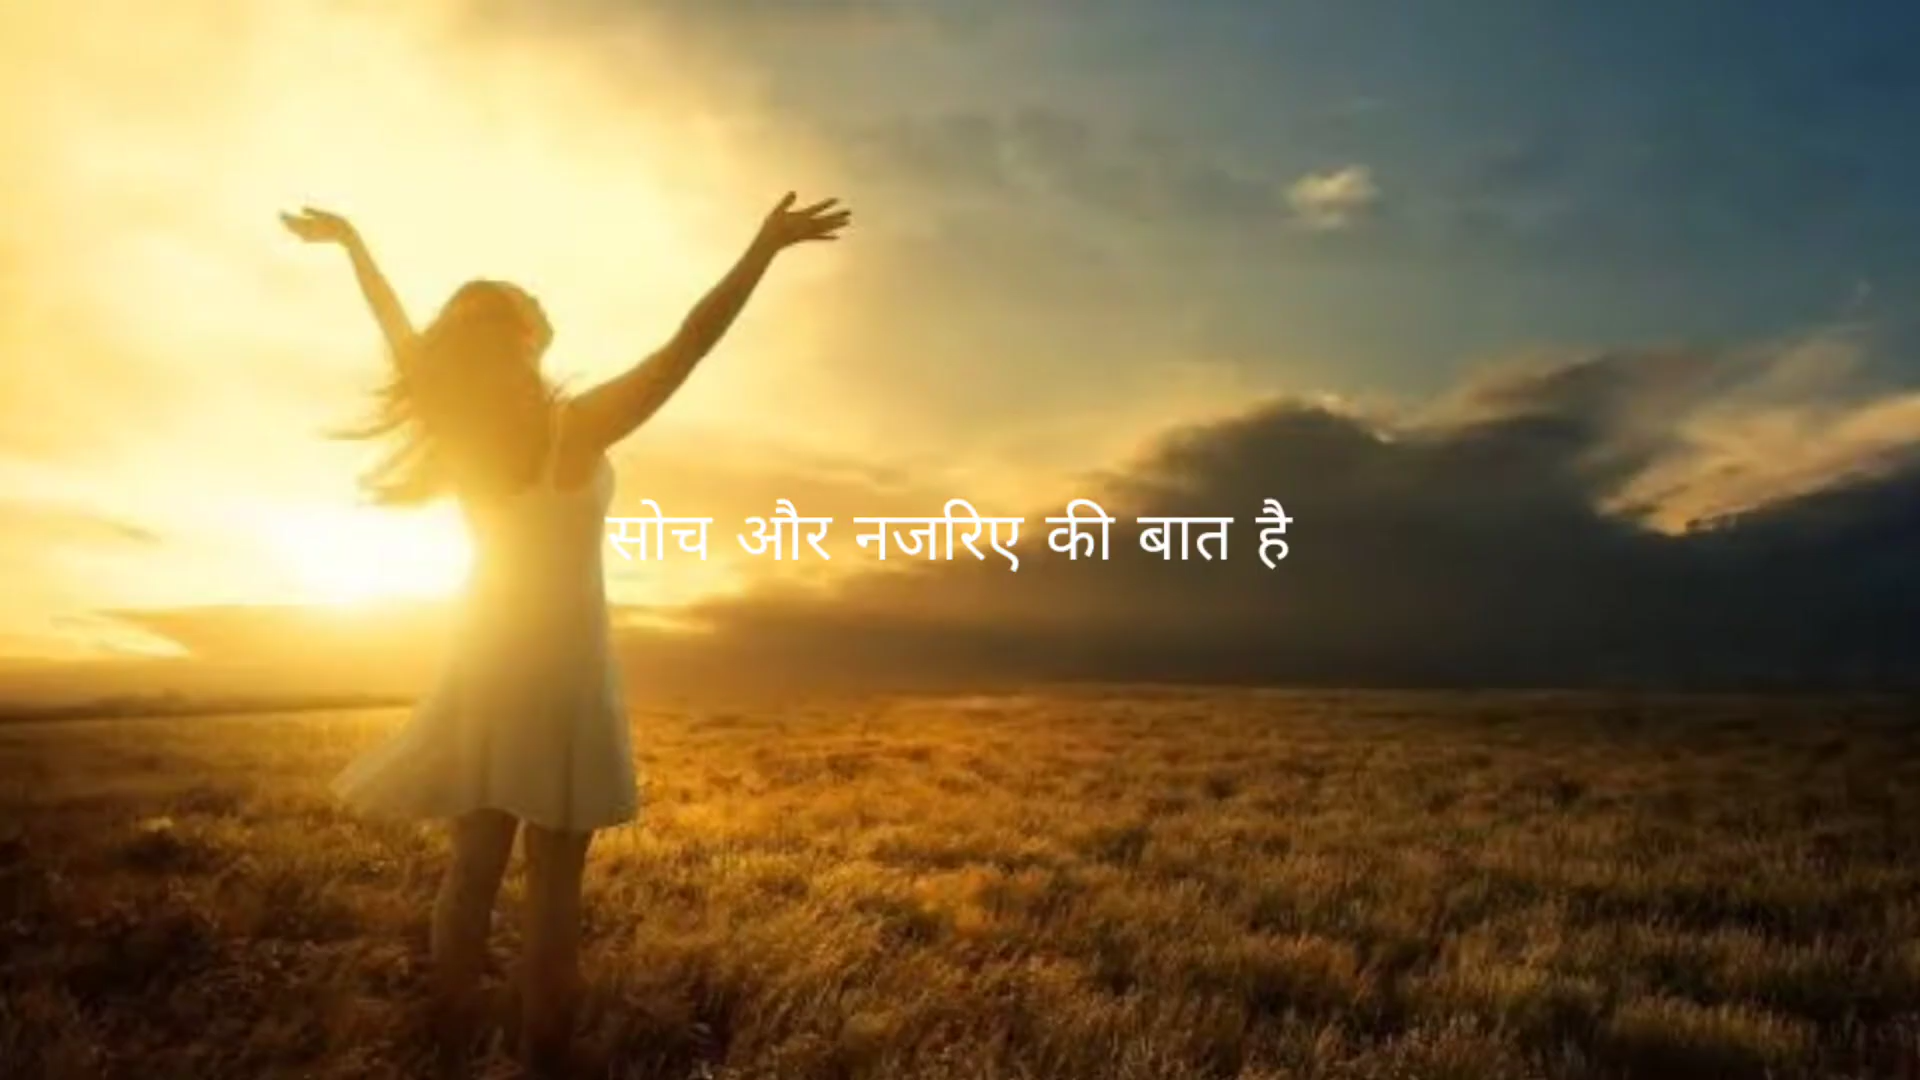 सोच और नजरिए की बात है